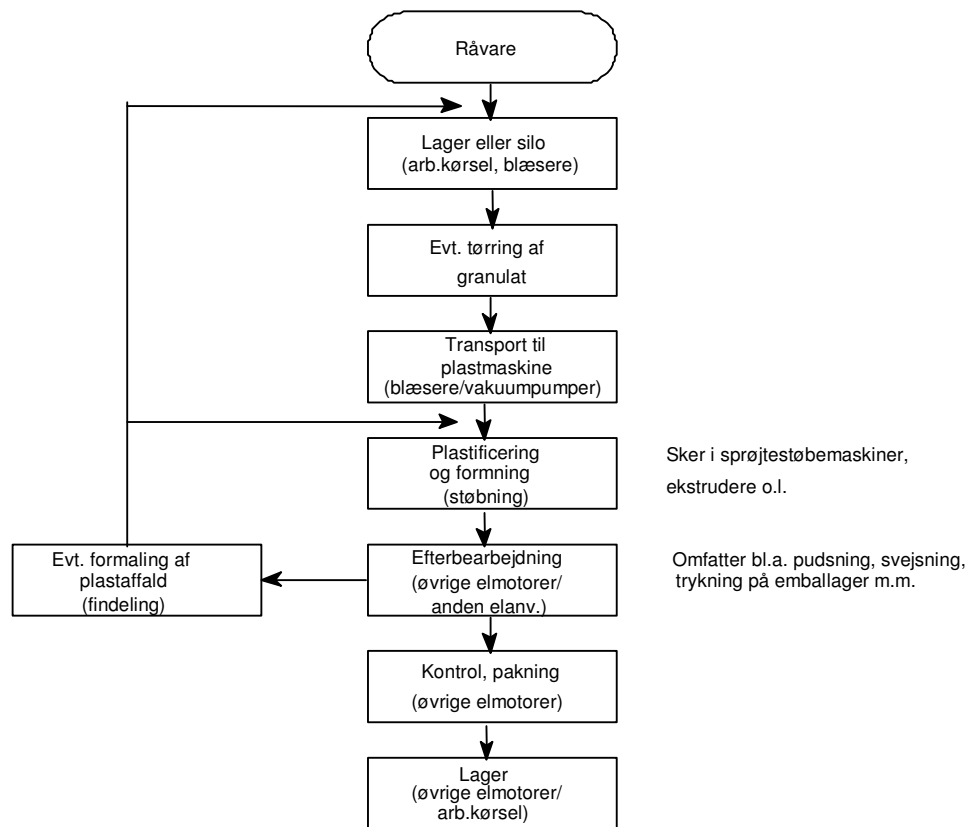 Råvare
Lager eller silo
(arb.kørsel, blæsere)
Evt. tørring af
granulat
Transport til
plastmaskine
(blæsere/vakuumpumper)
Plastificering
og formning
(støbning)
Sker i sprøjtestøbemaskiner,
ekstrudere o.l.
Evt. formaling af
plastaffald
(findeling)
Efterbearbejdning
(øvrige elmotorer/
anden elanv.)
Omfatter bl.a. pudsning, svejsning,
trykning på emballager m.m.
Kontrol, pakning
(øvrige elmotorer)
Lager
(øvrige elmotorer/
arb.kørsel)